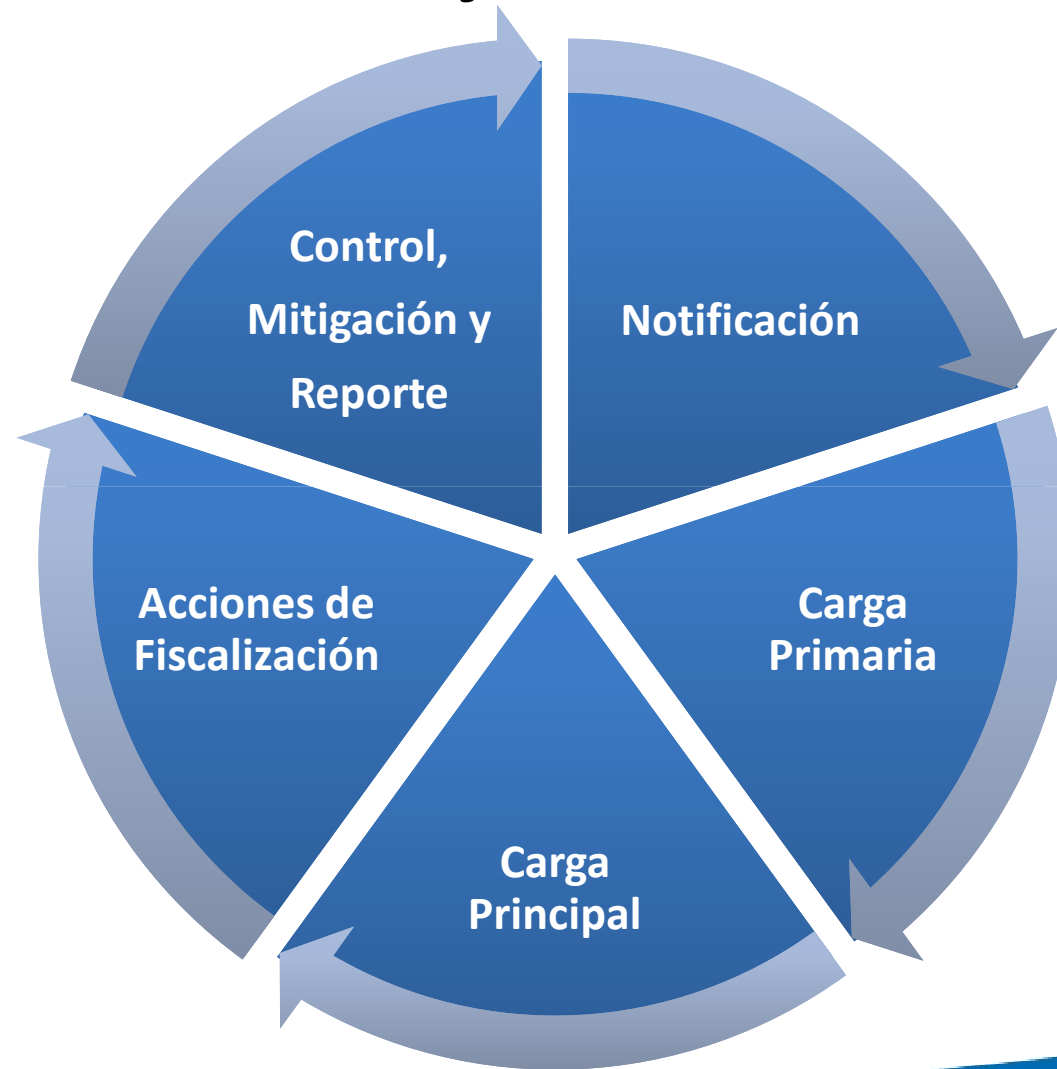 Notificación
Carga
Primaria
Carga
Principal
Acciones de
Fiscalización
Control,
Mitigación y
Reporte